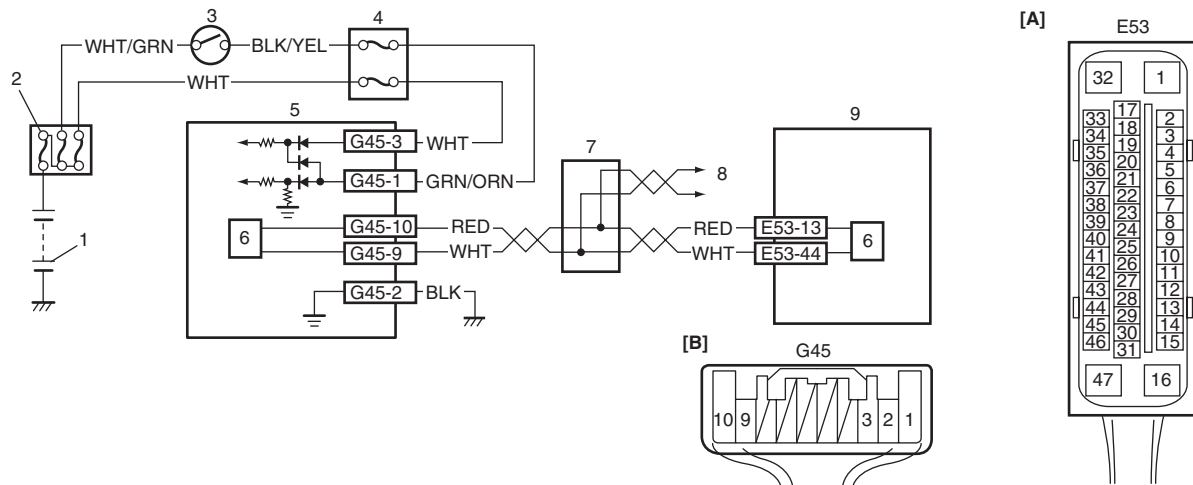 3
4
[A]
E53
WHT/GRN
BLK/YEL
2
WHT
5
9
G45-3
WHT
7
8
G45-1
GRN/ORN
6
G45-10
RED
RED
E53-13
6
G45-9
WHT
WHT
E53-44
1
G45-2
BLK
[B]
G45
10 9 3 2 1
32 1
17
33 2
18
34 3
19
35 4
20
36 5
21
37 6
22
38 7
23
39 8
24
40 9
25
41 10
26
42 11
27
43 12
28
44 13
29
45 14
30
46 15
31
47 16